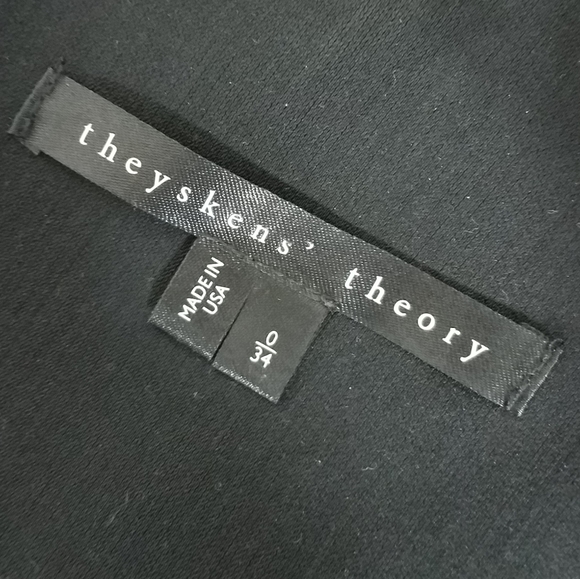 theyskens' theory
MADE IN
USA
0
34